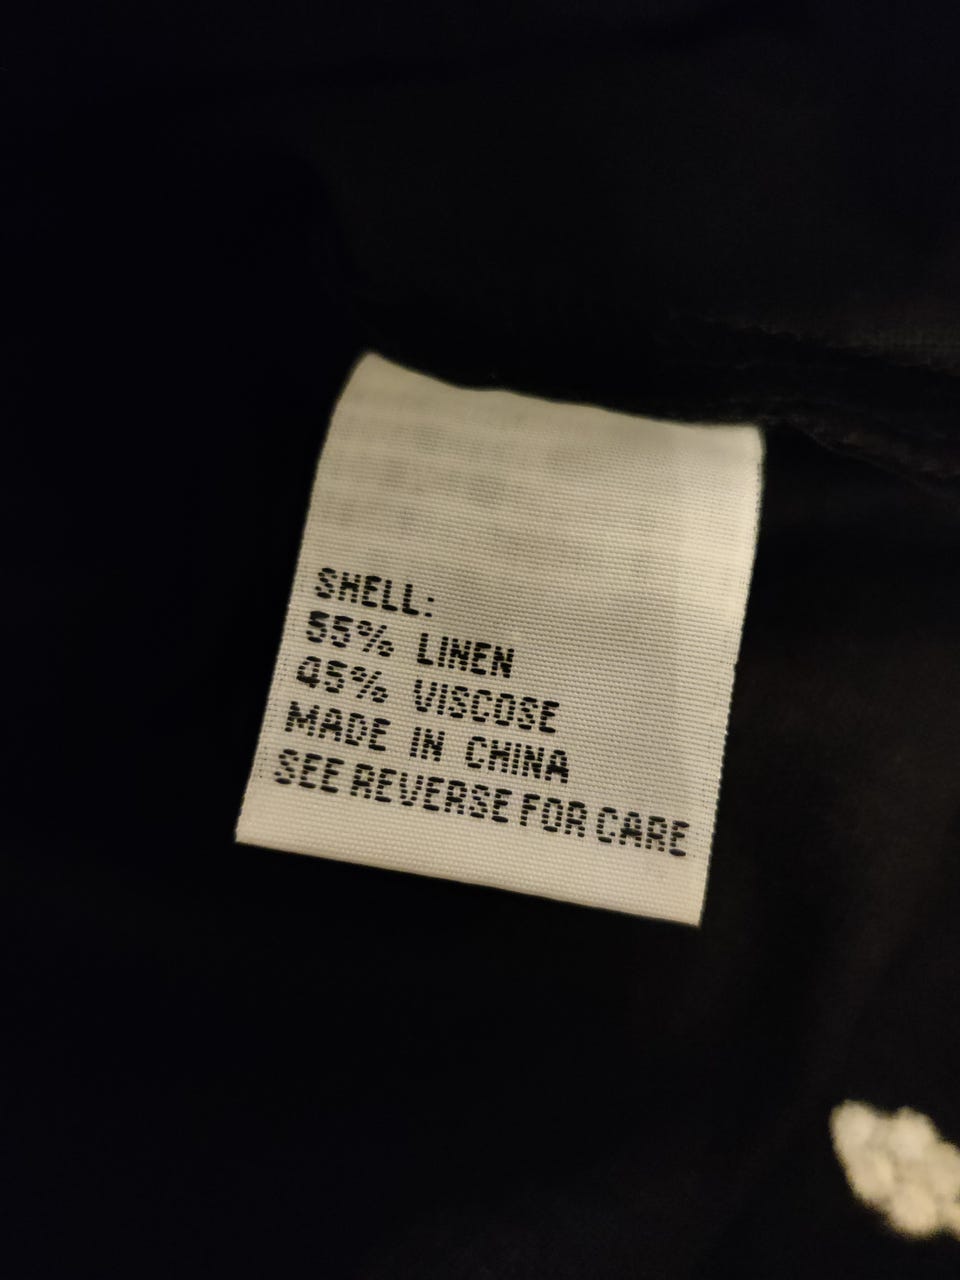 SHELL:
55% LINEN
45% VISCOSE
MADE IN CHINA
SEE REVERSE FOR CARE